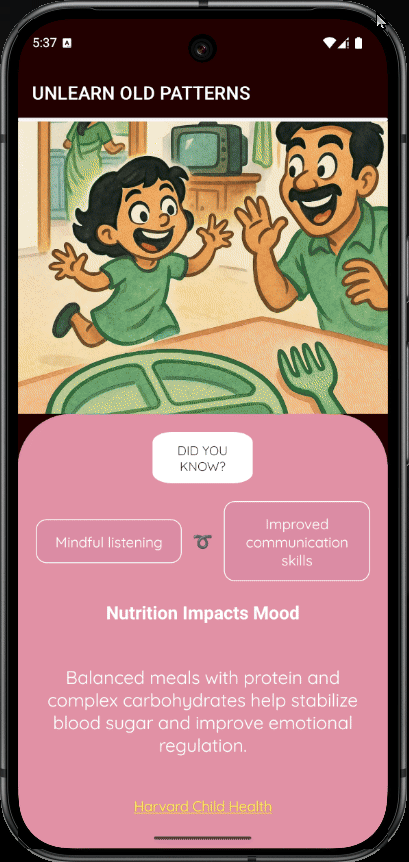 5:37 A
UNLEARN OLD PATTERNS
DID YOU
KNOW?
Mindful listening
Improved
communication
skills
Nutrition Impacts Mood
Balanced meals with protein and
complex carbohydrates help stabilize
blood sugar and improve emotional
regulation.
Harvard Child Health